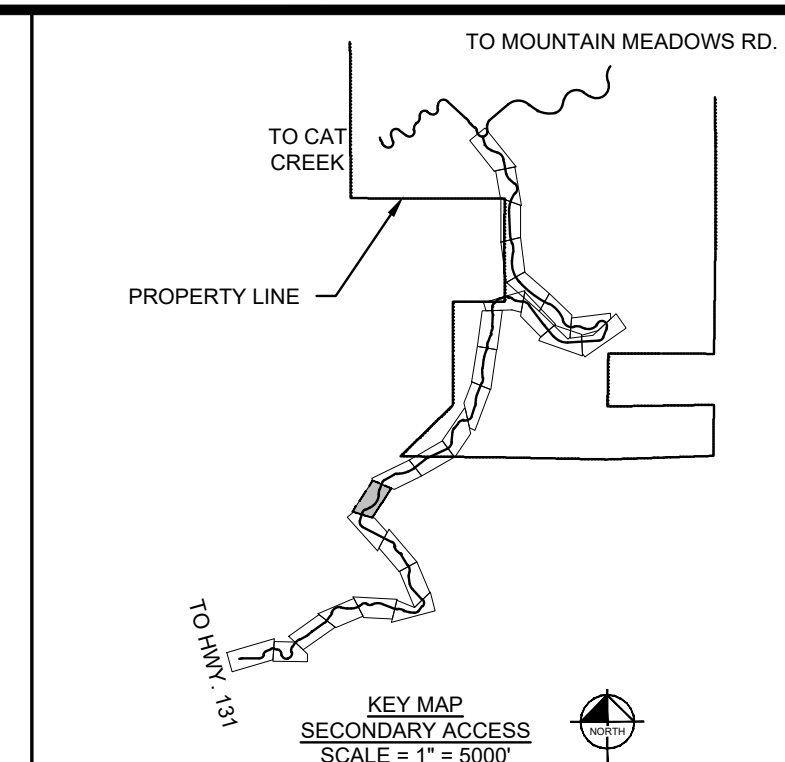 TO MOUNTAIN MEADOWS RD.
TO CAT
CREEK
PROPERTY LINE
TO HWY. 131
KEY MAP
SECONDARY ACCESS
SCALE = 1" = 5000'
NORTH